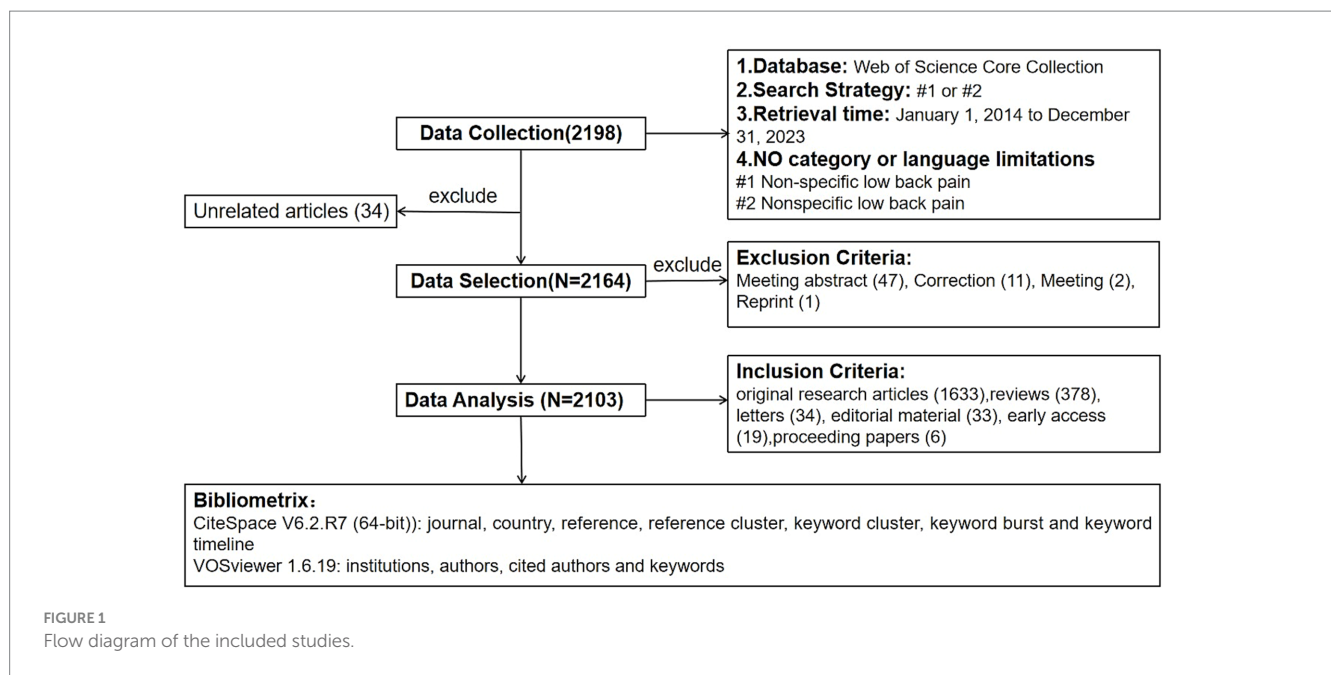 1.Database: Web of Science Core Collection
2.Search Strategy: #1 or #2
3.Retrieval time: January 1, 2014 to December
31, 2023
4.NO category or language limitations
#1 Non-specific low back pain
#2 Nonspecific low back pain
Data Collection(2198)
exclude
Unrelated articles (34)
Data Selection(N=2164)
exclude
Exclusion Criteria:
Meeting abstract (47), Correction (11), Meeting (2),
Reprint (1)
Data Analysis (N=2103)
Inclusion Criteria:
original research articles (1633),reviews (378),
letters (34), editorial material (33), early access
(19),proceeding papers (6)
Bibliometrix：
CiteSpace V6.2.R7 (64-bit)): journal, country, reference, reference cluster, keyword cluster, keyword burst and keyword
timeline
VOSviewer 1.6.19: institutions, authors, cited authors and keywords
FIGURE 1
Flow diagram of the included studies.